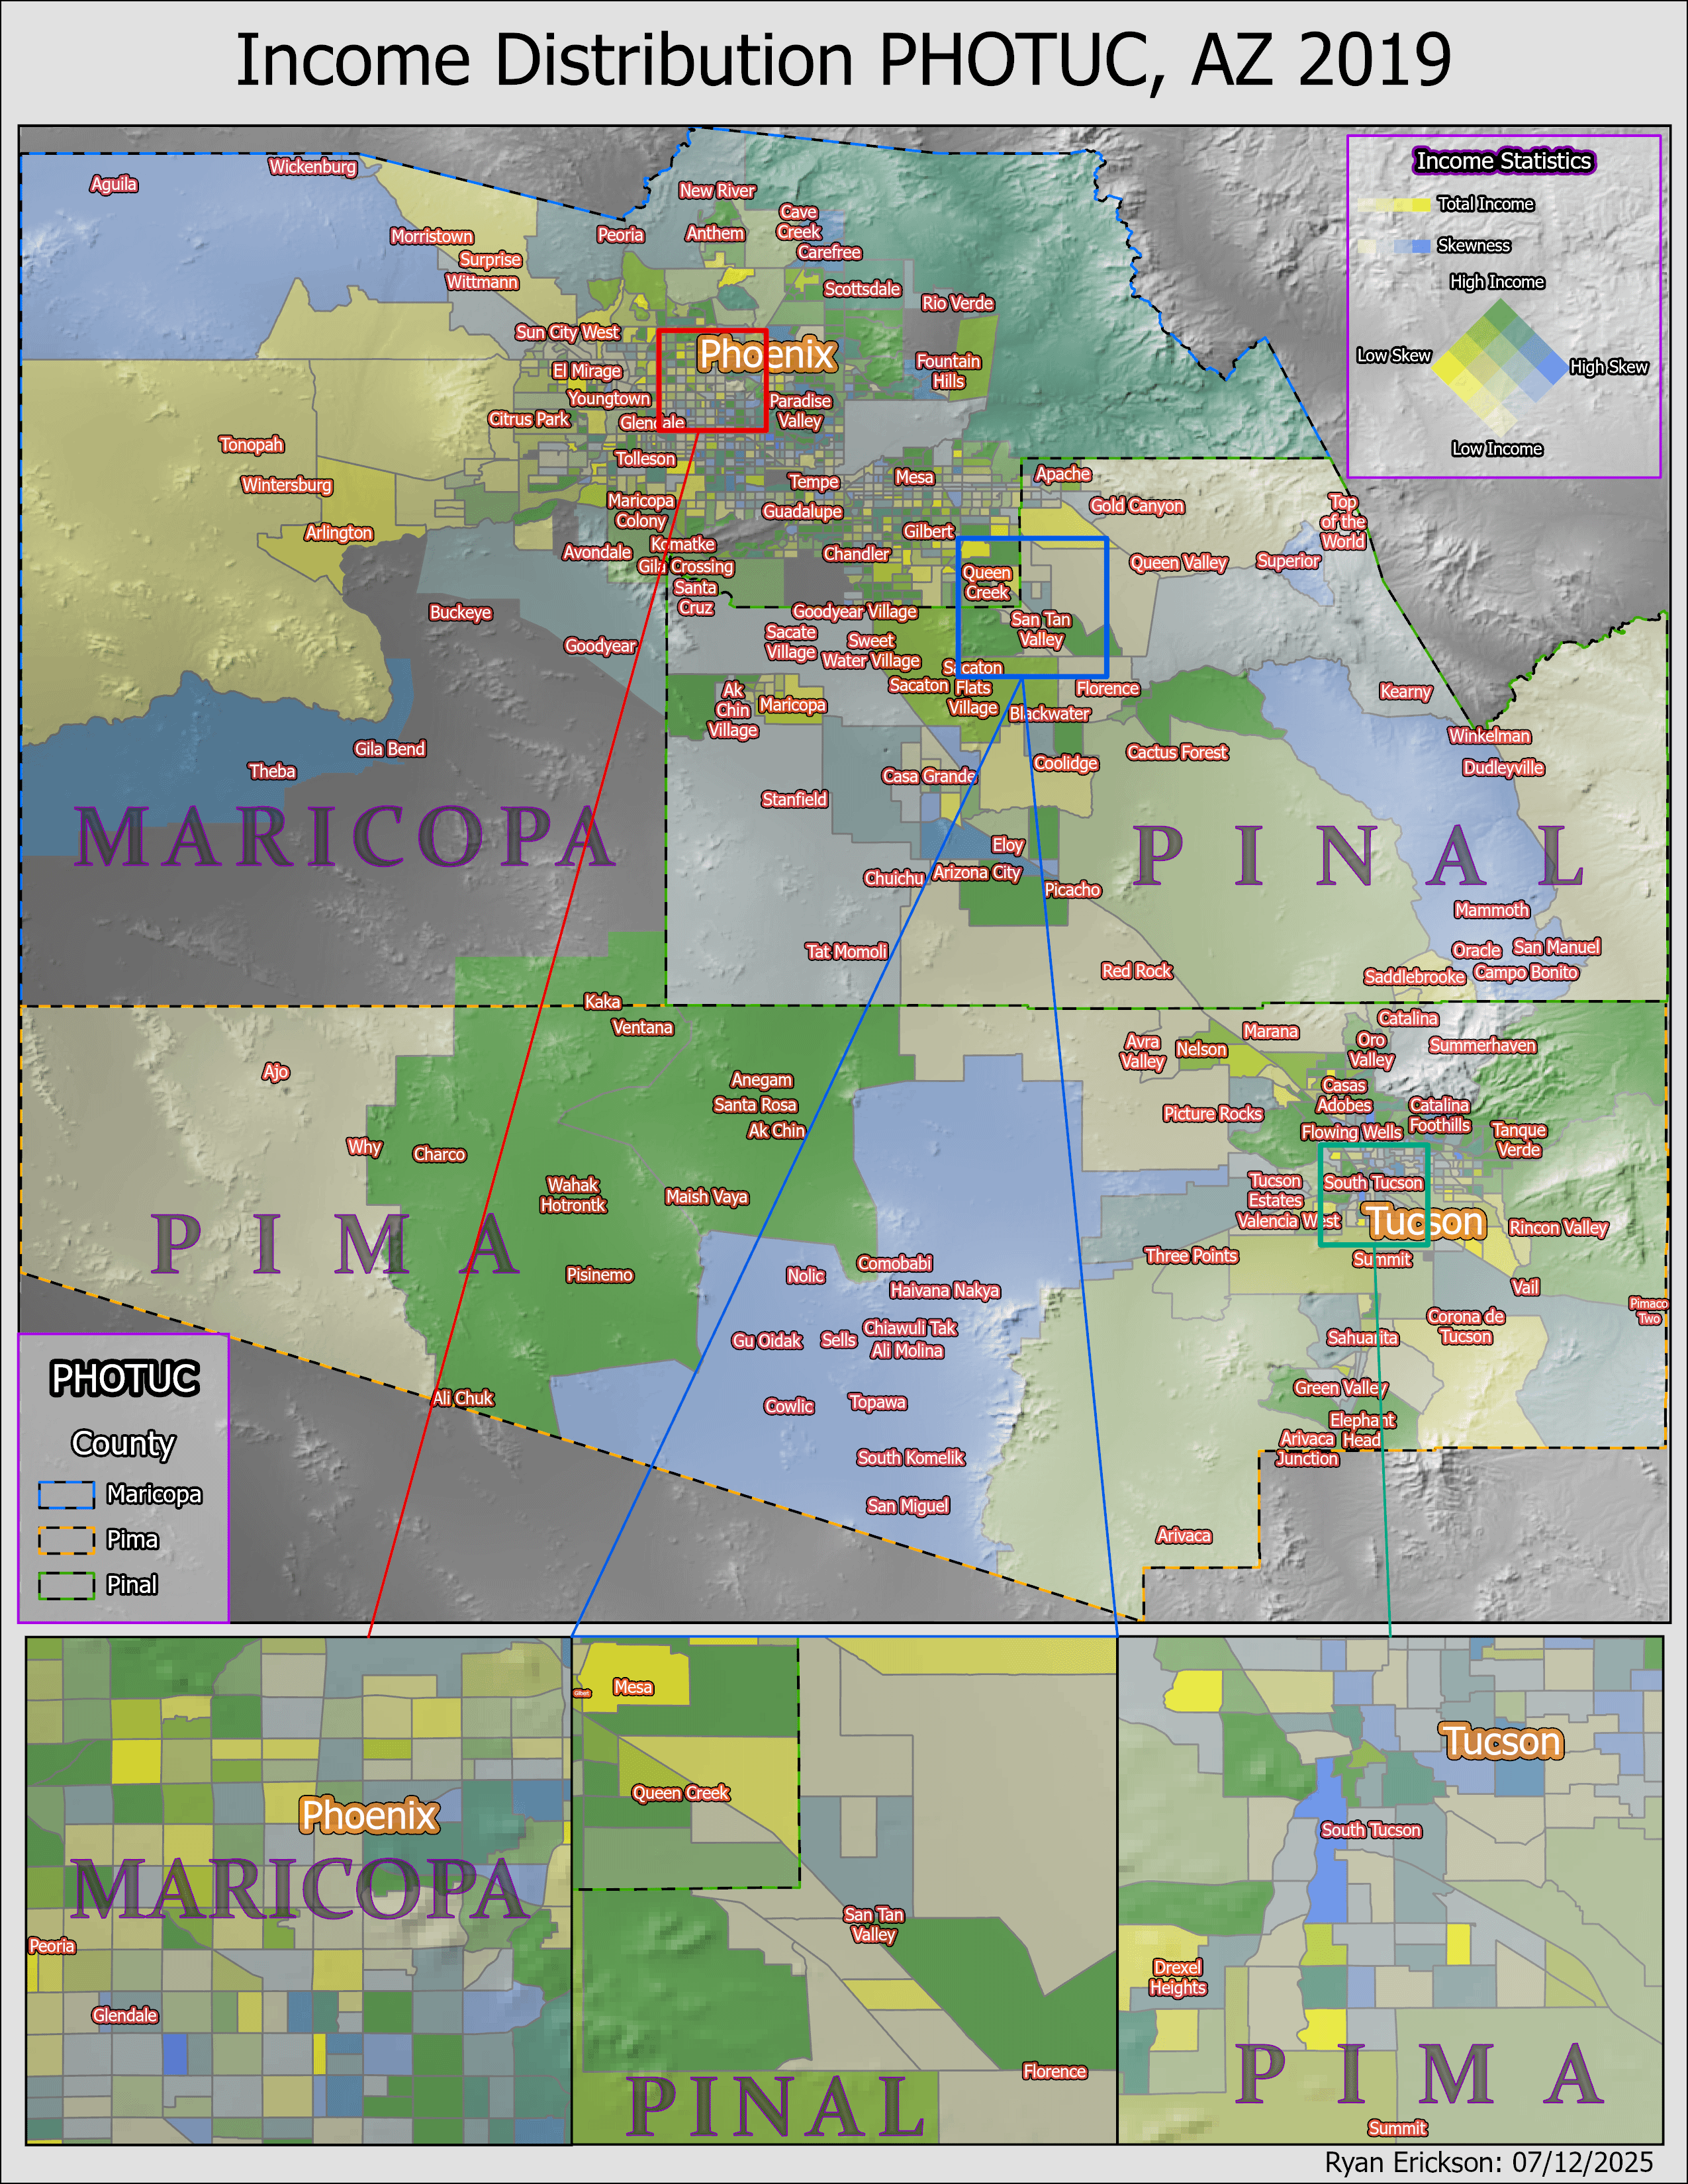 Income Distribution PHOTUC, AZ 2019
Income Statistics
Total Income
Skewness
High Income
Low Skew
High Skew
Low Income
Aguila
Wickenburg
New River
Cave
Creek
Morristown
Peoria
Anthem
Carefree
Surprise
Wittmann
Scottsdale
Rio Verde
Sun City West
Phoenix
El Mirage
Fountain
Hills
Youngtown
Paradise
Valley
Citrus Park
Glendale
Tonopah
Tolleson
Wintersburg
Tempe
Mesa
Apache
Maricopa
Colony
Guadalupe
Gold Canyon
Top
of the
World
Arlington
Gilbert
Avondale
Komatke
Chandler
Gila Crossing
Queen Valley
Superior
Queen
Creek
Santa
Cruz
Buckeye
Goodyear Village
San Tan
Valley
Goodyear
Sacate
Village
Sweet
Water Village
Sacaton
Sacaton
Flats
Village
Florence
Kearny
Ak
Chin
Village
Maricopa
Blackwater
Winkelman
Gila Bend
Theba
Cactus Forest
Coolidge
Dudleyville
Casa Grande
Stanfield
MARICOPA
PINAL
Eloy
Chuichu
Arizona City
Picacho
Mammoth
Tat Momoli
Oracle
San Manuel
Red Rock
Saddlebrooke
Campo Bonito
Kaka
Ventana
Catalina
Marana
Avra
Valley
Nelson
Oro
Valley
Summerhaven
Ajo
Anegam
Santa Rosa
Ak Chin
Casas
Adobes
Picture Rocks
Catalina
Foothills
Flowing Wells
Tanque
Verde
Why
Charco
Wahak
Hotrontk
Maish Vaya
Tucson
Estates
South Tucson
Valencia West
Tucson
Rincon Valley
PIMA
Three Points
Summit
Pisinemo
Nolic
Comobabi
Haivana Nakya
Vail
Pimaco
Two
Gu Oidak
Sells
Chiawuli Tak
Ali Molina
Sahuarita
Corona de
Tucson
Ali Chuk
Cowlic
Topawa
Green Valley
Elephant
Head
Arivaca
Junction
South Komelik
San Miguel
Arivaca
PHOTUC
County
Maricopa
Pima
Pinal
Phoenix
MARICOPA
Peoria
Glendale
Gilbert
Mesa
Queen Creek
San Tan
Valley
Florence
PINAL
Tucson
South Tucson
Drexel
Heights
PIMA
Summit
Ryan Erickson: 07/12/2025